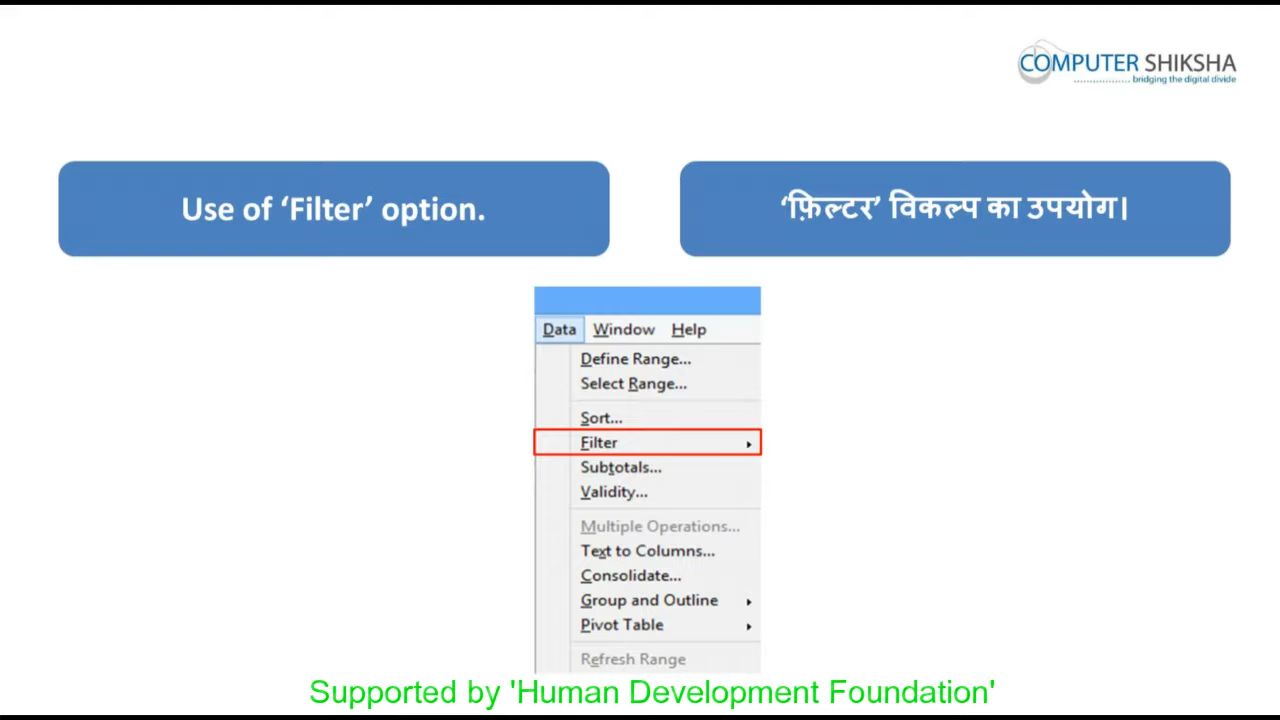 COMPUTER SHIKSHA
bridging the digital divide
Use of ‘Filter’ option.
‘फ़िल्टर’ विकल्प का उपयोग।
Data Window Help
Define Range...
Select Range...
Sort...
Filter
Subtotals...
Validity...
Multiple Operations...
Text to Columns...
Consolidate...
Group and Outline
Pivot Table
Refresh Range
Supported by 'Human Development Foundation'